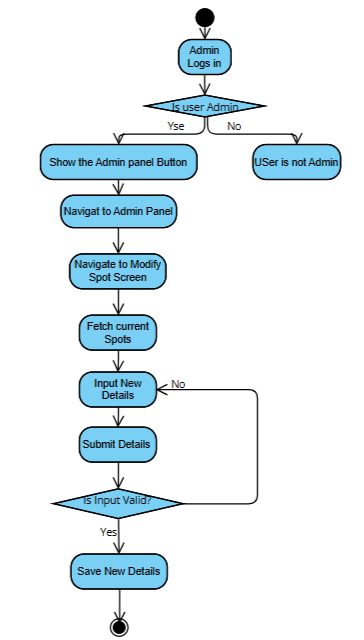 Admin
Logs in
Is user Admin
Yse
No
Show the Admin panel Button
USer is not Admin
Navigat to Admin Panel
Navigate to Modify
Spot Screen
Fetch current
Spots
Input New
Details
No
Submit Details
Is Input Valid?
Yes
Save New Details